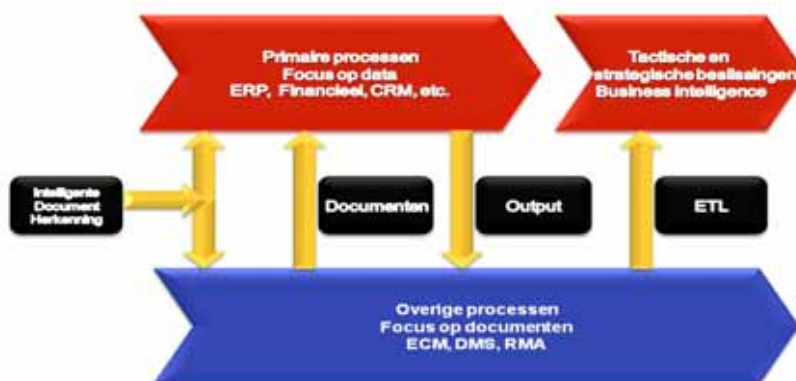 Primaire processen
Focus op data
ERP, Financieel, CRM, etc.
Tactische en
strategische beslissingen
Business Intelligence
Intelligente
Document
Herkenning
Documenten
Output
ETL
Overige processen
Focus op documenten
ECM, DMS, RMA